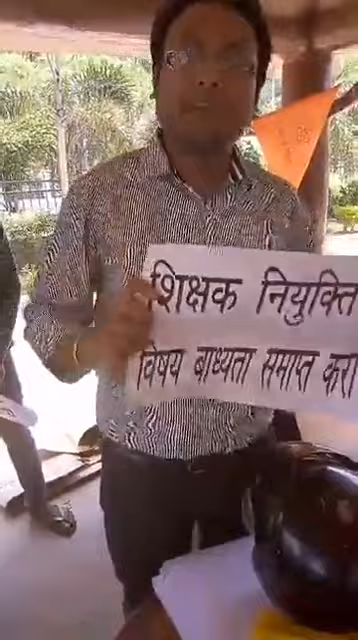 शिक्षक नियुक्ति
विषय बाध्यता समाप्त करा